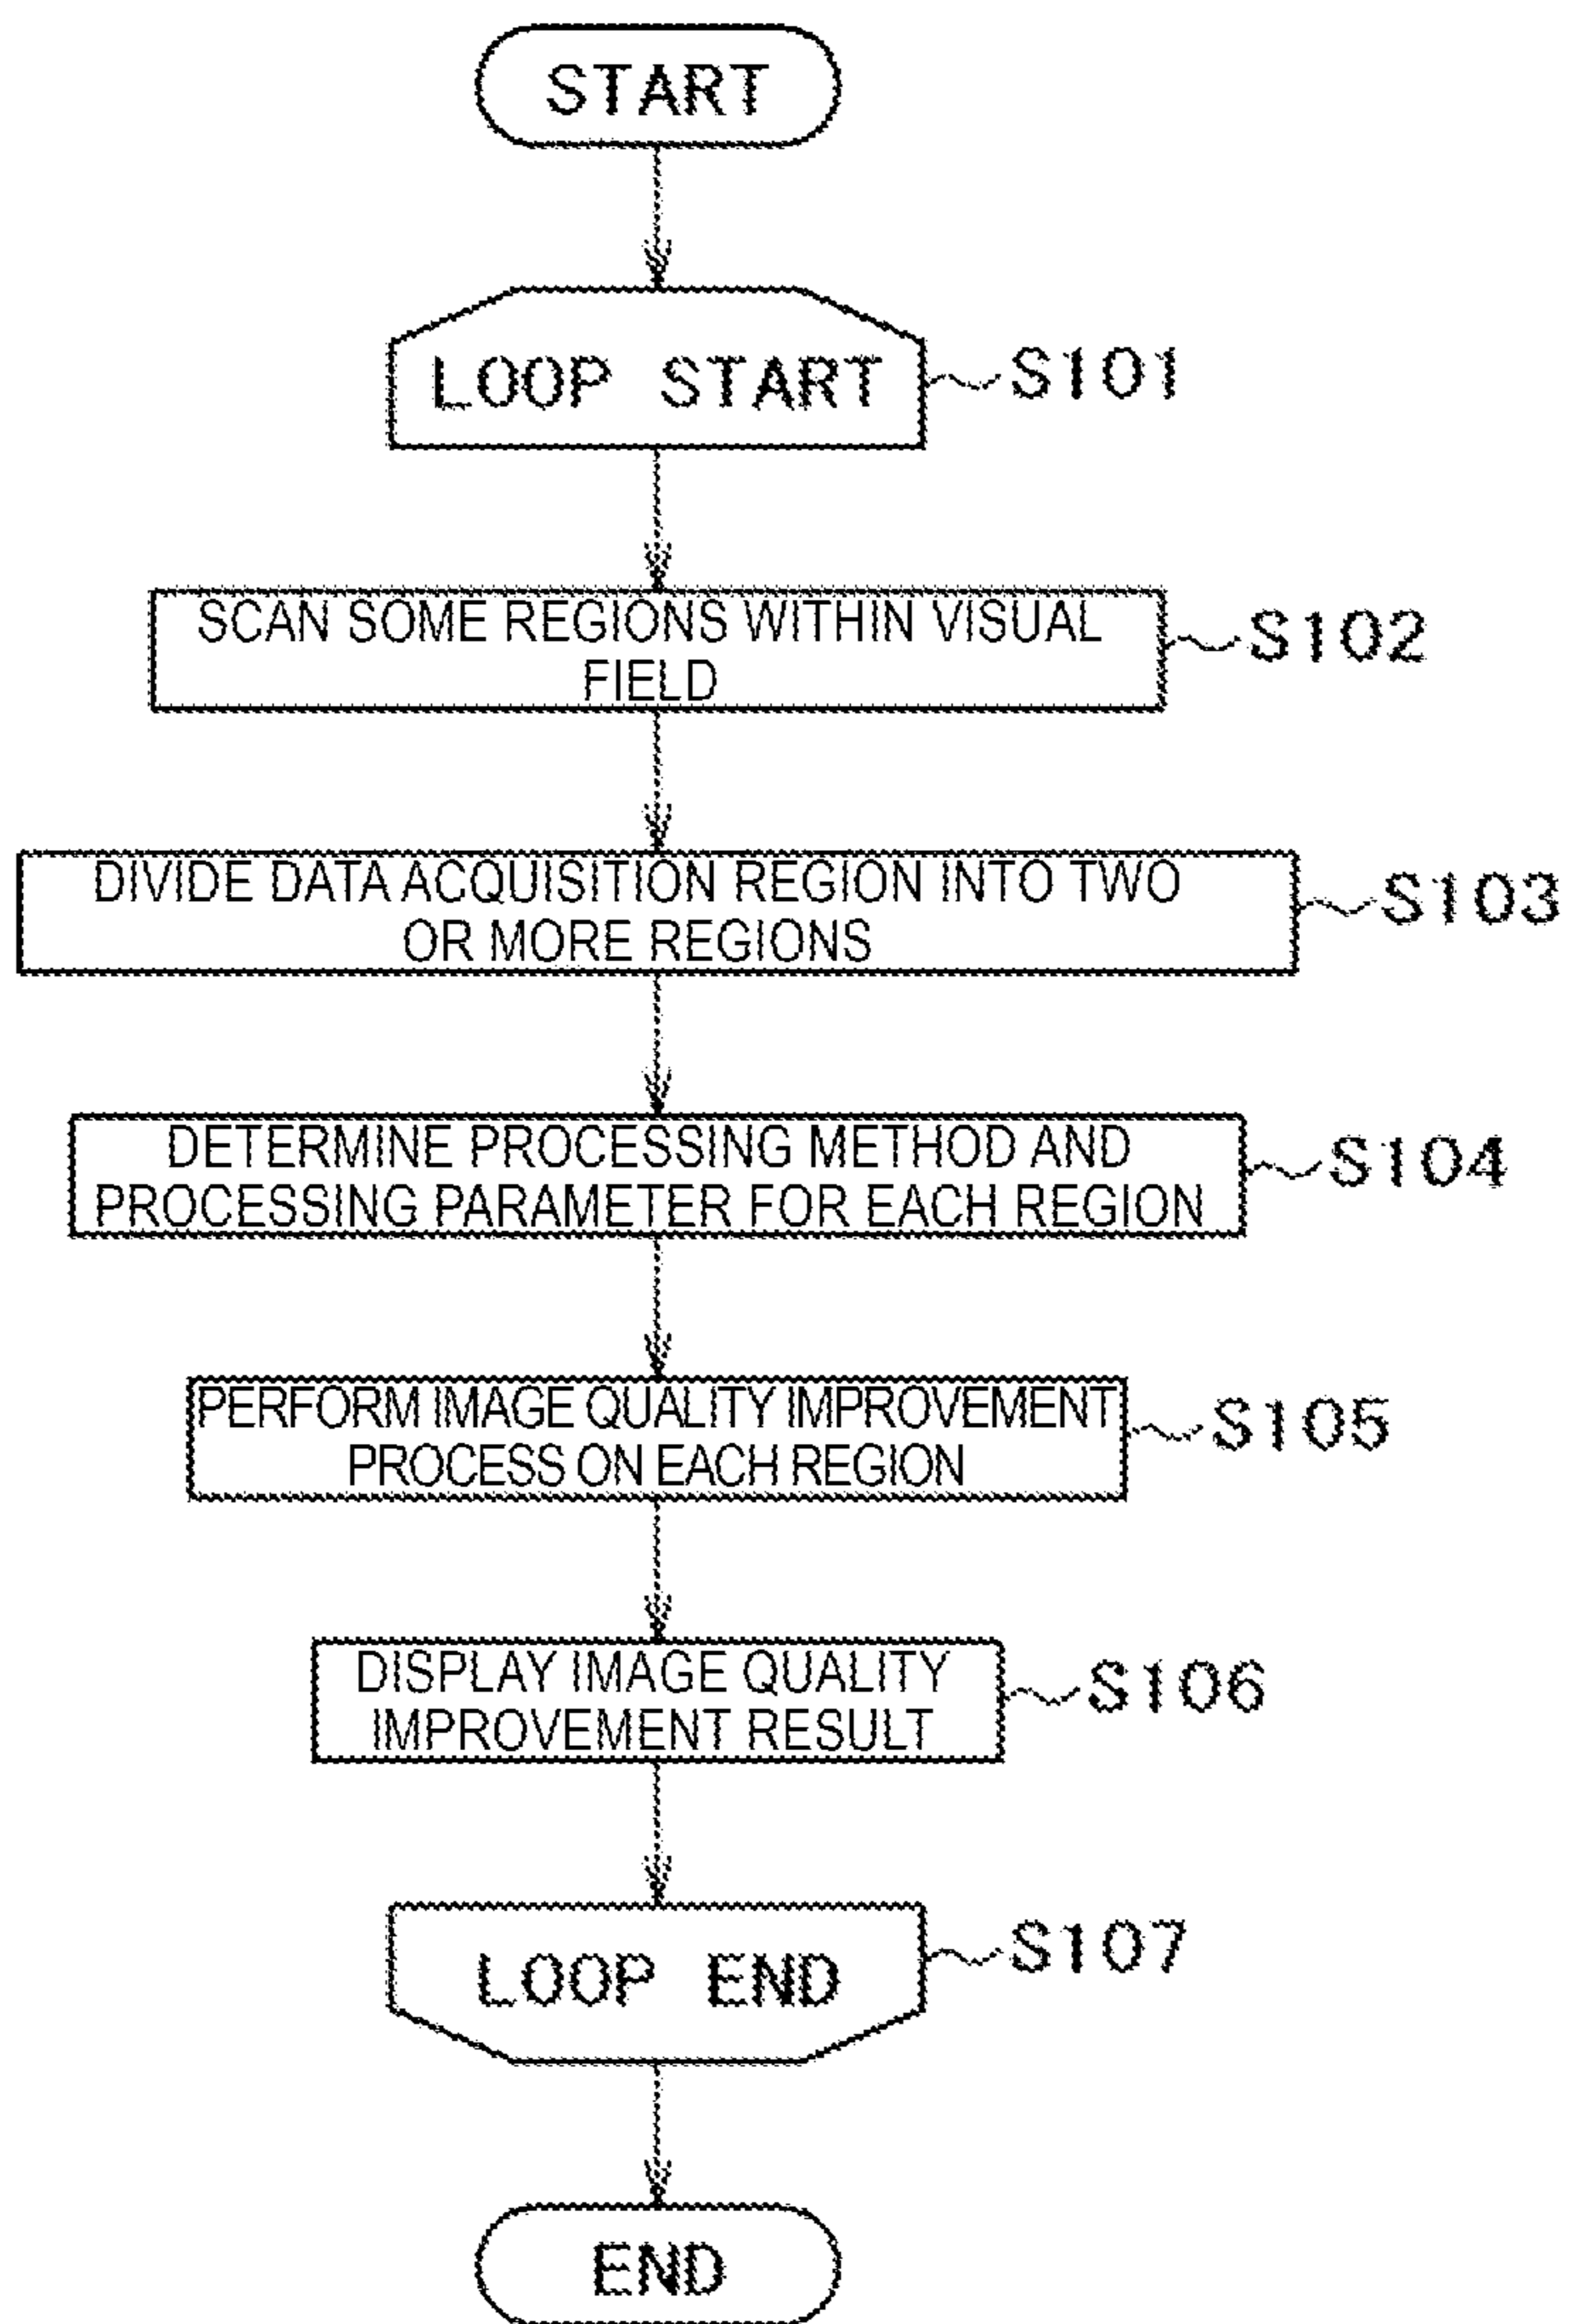 START
LOOP START
S101
SCAN SOME REGIONS WITHIN VISUAL
FIELD
S102
DIVIDE DATA ACQUISITION REGION INTO TWO
OR MORE REGIONS
S103
DETERMINE PROCESSING METHOD AND
PROCESSING PARAMETER FOR EACH REGION
S104
PERFORM IMAGE QUALITY IMPROVEMENT
PROCESS ON EACH REGION
S105
DISPLAY IMAGE QUALITY
IMPROVEMENT RESULT
S106
LOOP END
S107
END